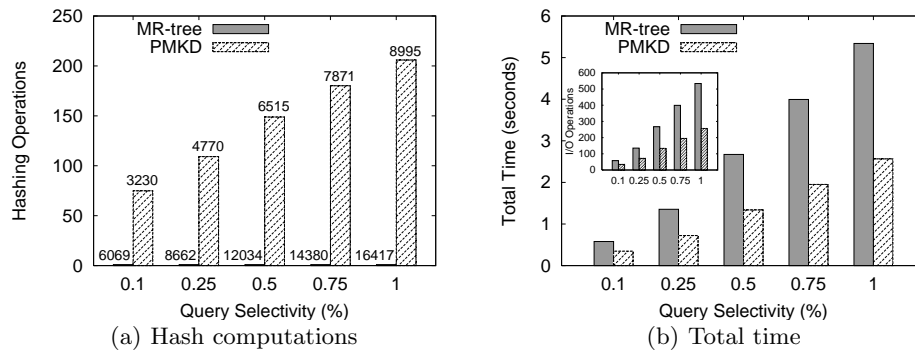 MR-tree
PMKD
250
200
150
100
50
0
Hashing Operations
3230
4770
6515
7871
8995
6069
8662
12034
14380
16417
0.1 0.25 0.5 0.75 1
Query Selectivity (%)
(a) Hash computations
MR-tree
PMKD
6
5
4
3
2
1
0
Total Time (seconds)
600
500
400
300
200
100
0
I/O Operations
0.1 0.25 0.5 0.75 1
0.1 0.25 0.5 0.75 1
Query Selectivity (%)
(b) Total time